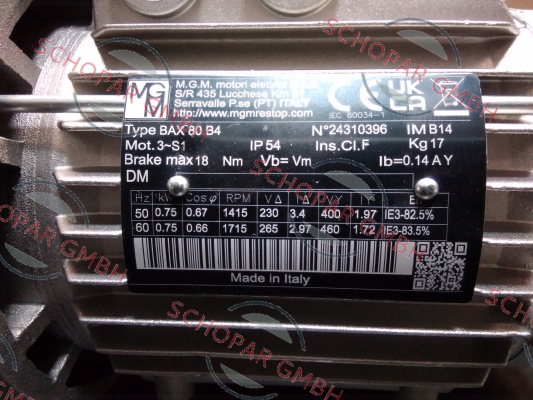 MGM
M.G.M. motori elettrici
S/R 435 Lucchese Km
Serravalle P.se (PT) ITALY
http://www.mgmrestop.com
CE UK CA
IEC 60034-1
Type BAX 80 B4 N°24310396 IM B14
Mot. 3~S1 IP 54 Ins.Cl.F Kg 17
Brake max 18 Nm Vb= Vm Ib=0.14 A Y
DM
Hz kW Cosφ RPM V Δ Y
50 0.75 0.67 1415 230 3.4 400 1.97 IE3-82.5%
60 0.75 0.66 1715 265 2.97 460 1.72 IE3-83.5%
Made in Italy
SCHOPAR GMBH
SCHOPAR GMBH
SCHOPAR GMBH
SCHOPAR GMBH